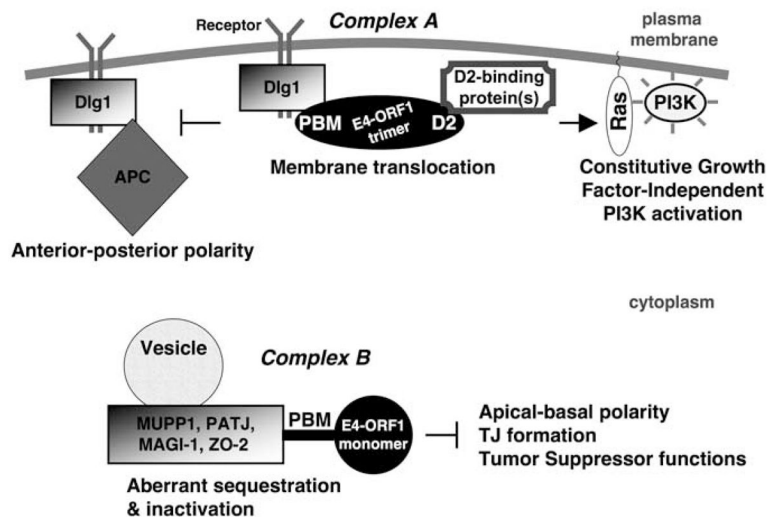 Receptor
Complex A
plasma
membrane
Dlg1
Dlg1
D2-binding
protein(s)
PBM
E4-ORF1
trimer
D2
Ras
PI3K
APC
Membrane translocation
Constitutive Growth
Factor-Independent
PI3K activation
Anterior-posterior polarity
cytoplasm
Vesicle
Complex B
MUPP1, PATJ,
MAGI-1, ZO-2
PBM
E4-ORF1
monomer
Apical-basal polarity
TJ formation
Tumor Suppressor functions
Aberrant sequestration
& inactivation